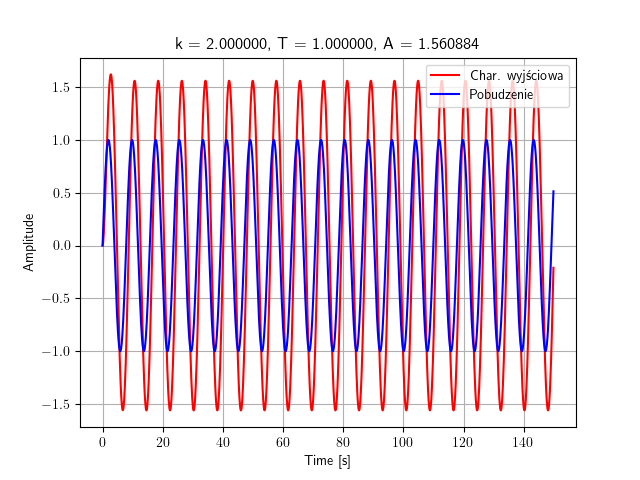 k = 2.000000, T = 1.000000, A = 1.560884
Char. wyjściowa
Pobudzenie
Amplitude
1.5
1.0
0.5
0.0
−0.5
−1.0
−1.5
0 20 40 60 80 100 120 140
Time [s]